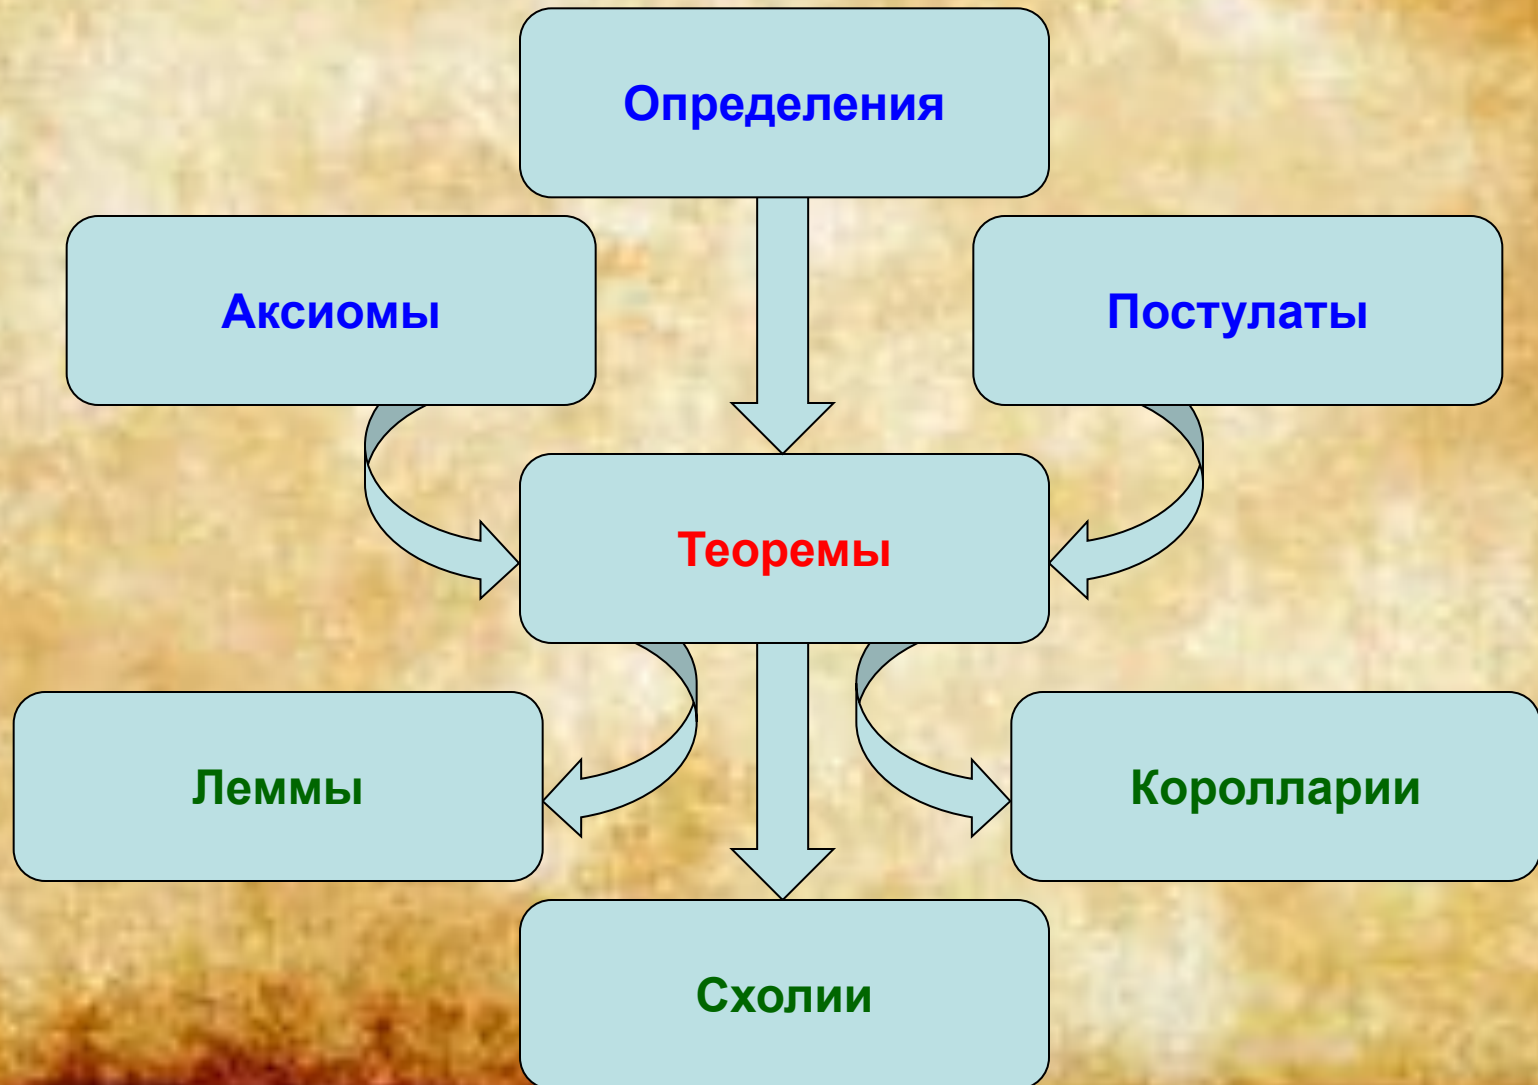 Определения
Аксиомы
Постулаты
Теоремы
Леммы
Королларии
Схолии